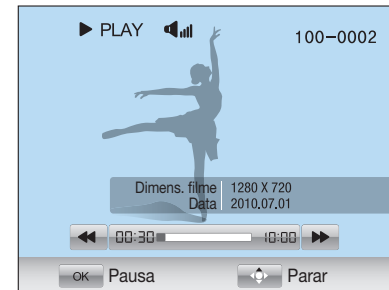 PLAY
100-0002
Dimens. filme 1280 X 720
Data 2010.07.01
00:30 10:00
OK Pausa Parar